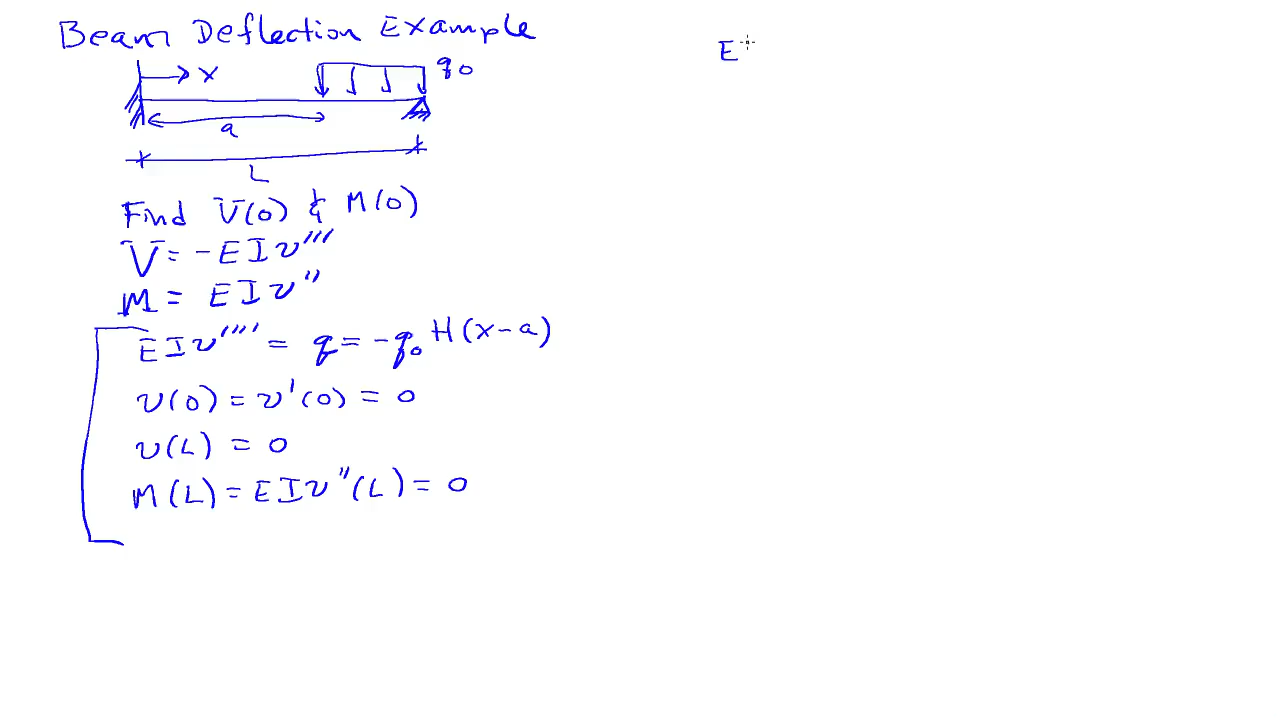 Beam Deflection Example
x
q₀
a
L
Find V(0) & M(0)
V = -EIv'''
M = EIv''
EIv'''' = q = -q₀ H(x-a)
v(0) = v'(0) = 0
v(L) = 0
M(L) = EIv''(L) = 0
E